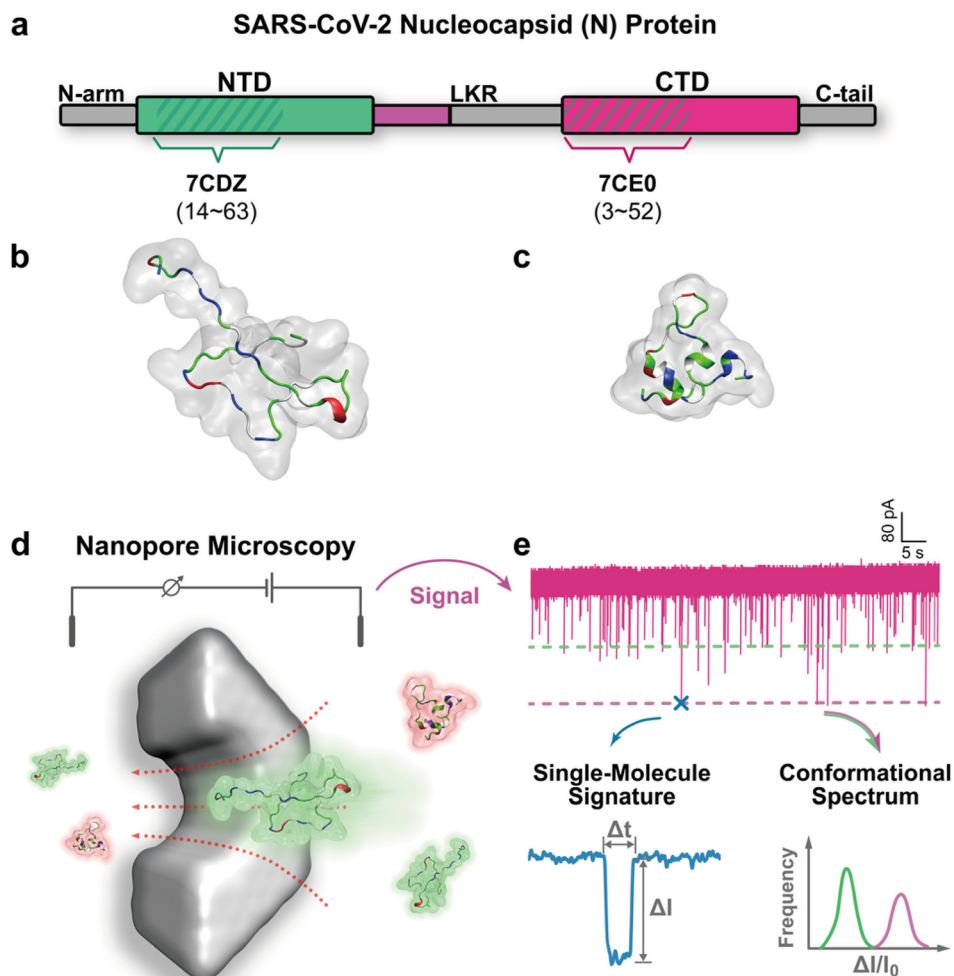 a
SARS-CoV-2 Nucleocapsid (N) Protein
N-arm
NTD
LKR
CTD
C-tail
7CDZ
(14~63)
7CE0
(3~52)
b
c
d
Nanopore Microscopy
Signal
e
80 pA
5 s
Single-Molecule
Signature
Δt
ΔI
Conformational
Spectrum
Frequency
ΔI/I₀